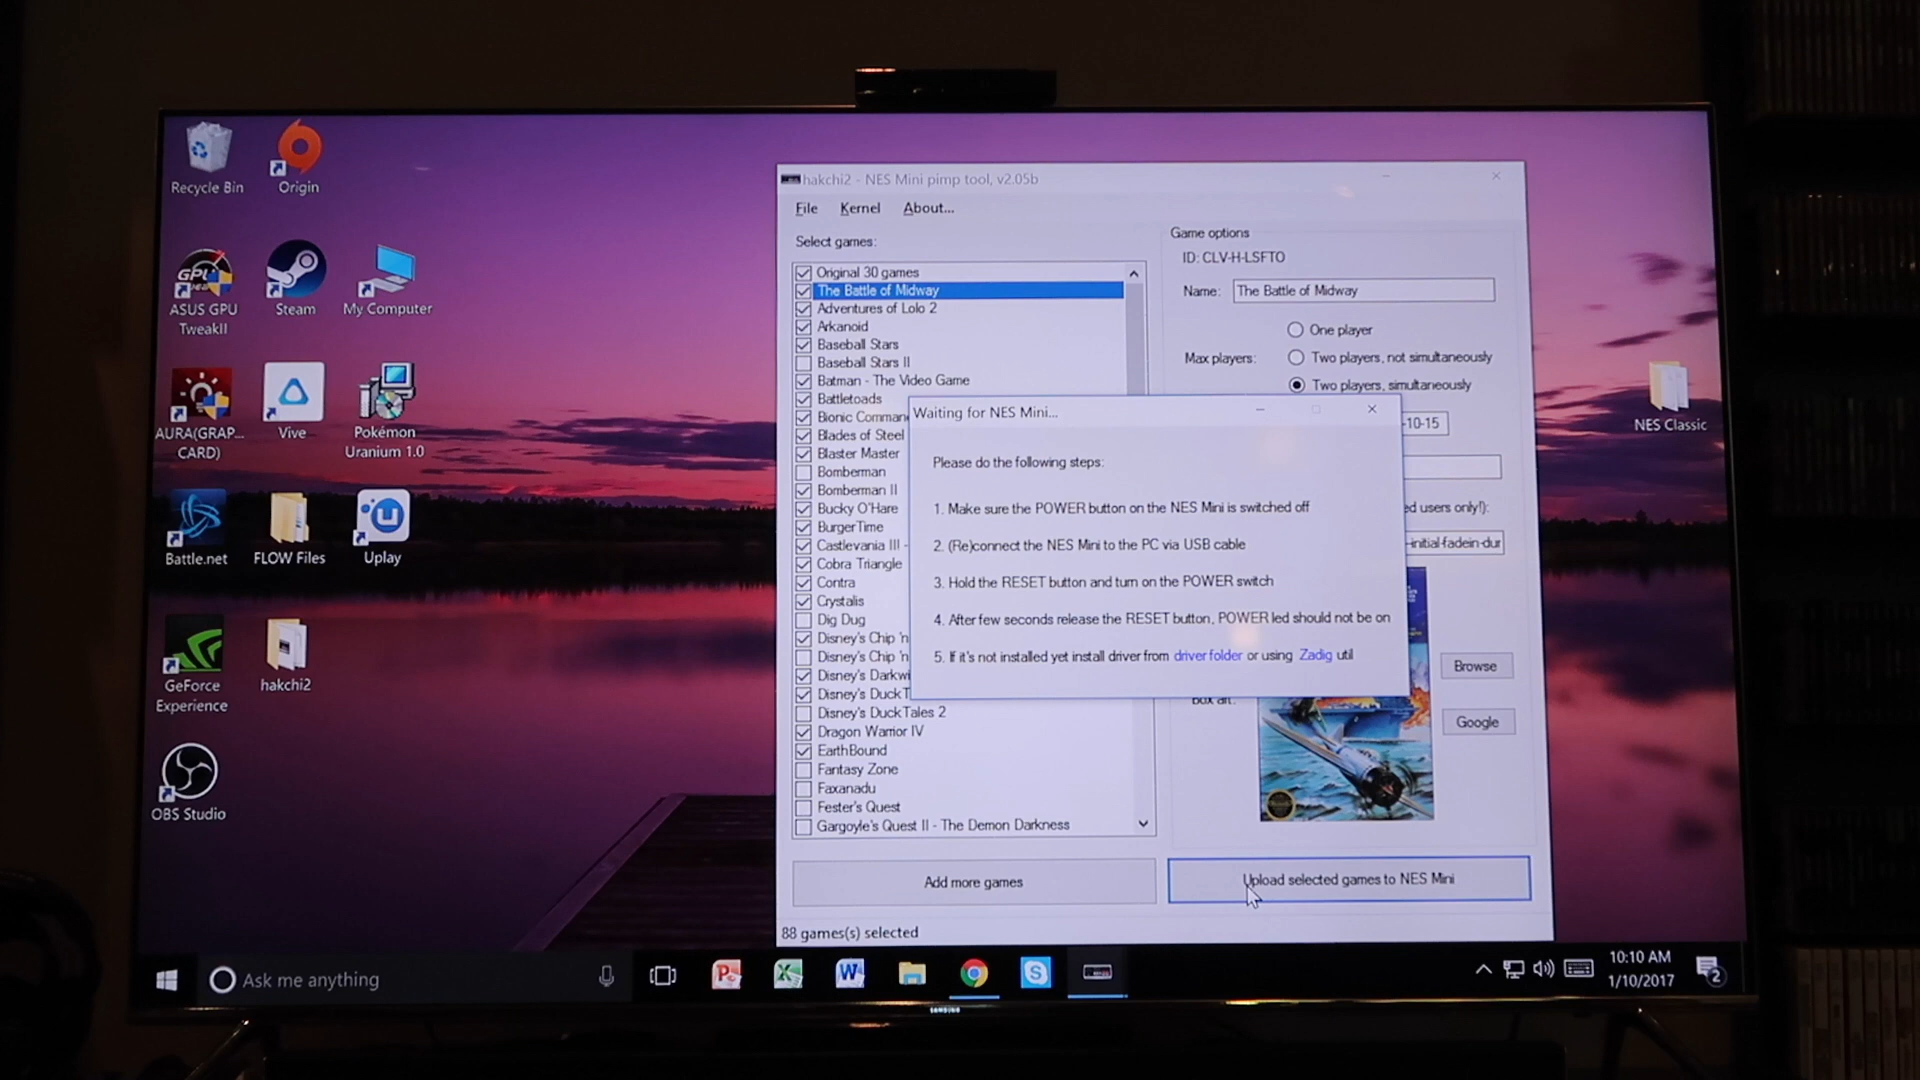 Recycle Bin
Origin
ASUS GPU
TweakII
Steam
My Computer
AURA(GRAP...
CARD)
Vive
Pokémon
Uranium 1.0
Battle.net
FLOW Files
Uplay
GeForce
Experience
hakchi2
OBS Studio
NES Classic
hakchi2 - NES Mini pimp tool, v2.05b
File Kernel About...
Select games:
Original 30 games
The Battle of Midway
Adventures of Lolo 2
Arkanoid
Baseball Stars
Baseball Stars II
Batman - The Video Game
Battletoads
Bionic Comman
Blades of Steel
Blaster Master
Bomberman
Bomberman II
Bucky O'Hare
BurgerTime
Castlevania III -
Cobra Triangle
Contra
Crystalis
Dig Dug
Disney's Chip 'n
Disney's Chip 'n
Disney's Darkwi
Disney's DuckT
Disney's DuckTales 2
Dragon Warrior IV
EarthBound
Fantasy Zone
Faxanadu
Fester's Quest
Gargoyle's Quest II - The Demon Darkness
Add more games
88 games(s) selected
Game options
ID: CLV-H-LSFTO
Name: The Battle of Midway
Max players:
One player
Two players, not simultaneously
Two players, simultaneously
-10-15
ed users only!):
-initial-fadein-dur
Browse
Google
Upload selected games to NES Mini
Waiting for NES Mini...
Please do the following steps:
1. Make sure the POWER button on the NES Mini is switched off
2. (Re)connect the NES Mini to the PC via USB cable
3. Hold the RESET button and turn on the POWER switch
4. After few seconds release the RESET button, POWER led should not be on
5. If it's not installed yet install driver from driver folder or using Zadig util
Ask me anything
10:10 AM
1/10/2017
2
SAMSUNG